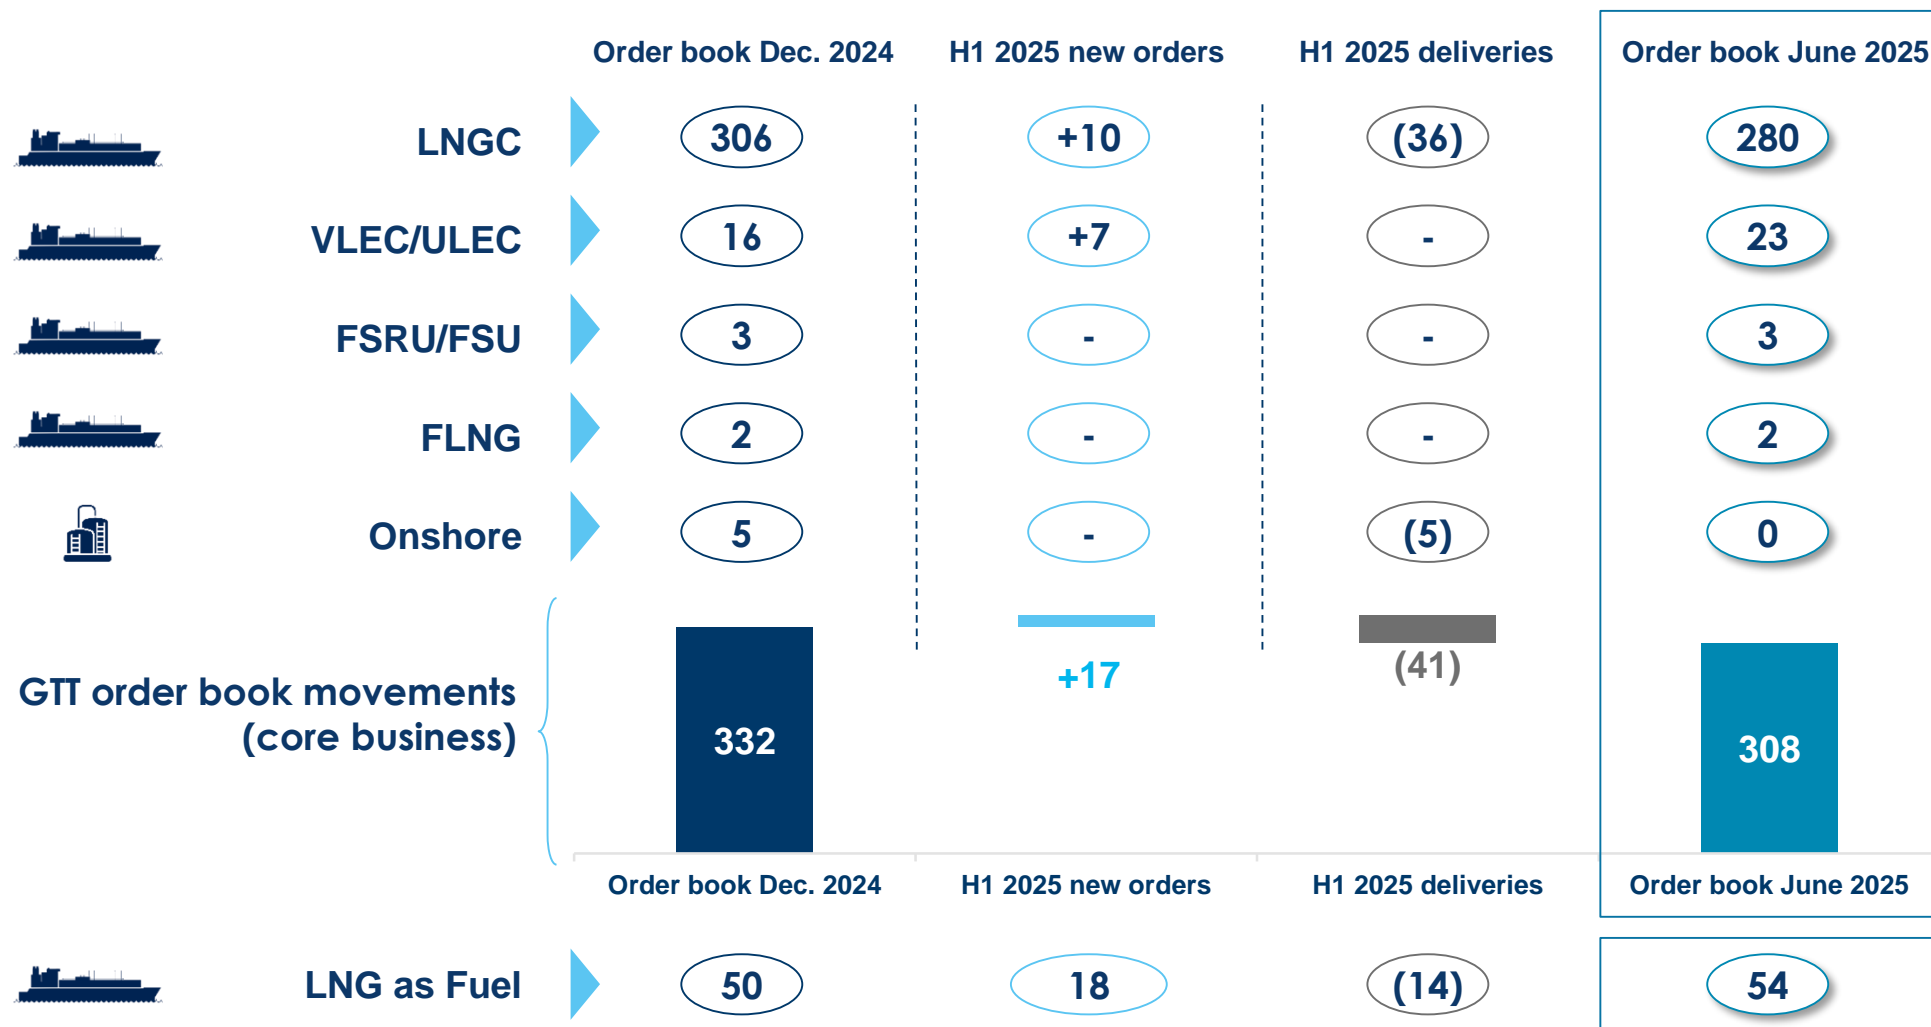 Order book Dec. 2024 H1 2025 new orders H1 2025 deliveries Order book June 2025
LNGC 306 +10 (36) 280
VLEC/ULEC 16 +7 - 23
FSRU/FSU 3 - - 3
FLNG 2 - - 2
Onshore 5 - (5) 0
GTT order book movements
(core business)
332 +17 (41) 308
Order book Dec. 2024 H1 2025 new orders H1 2025 deliveries Order book June 2025
LNG as Fuel 50 18 (14) 54